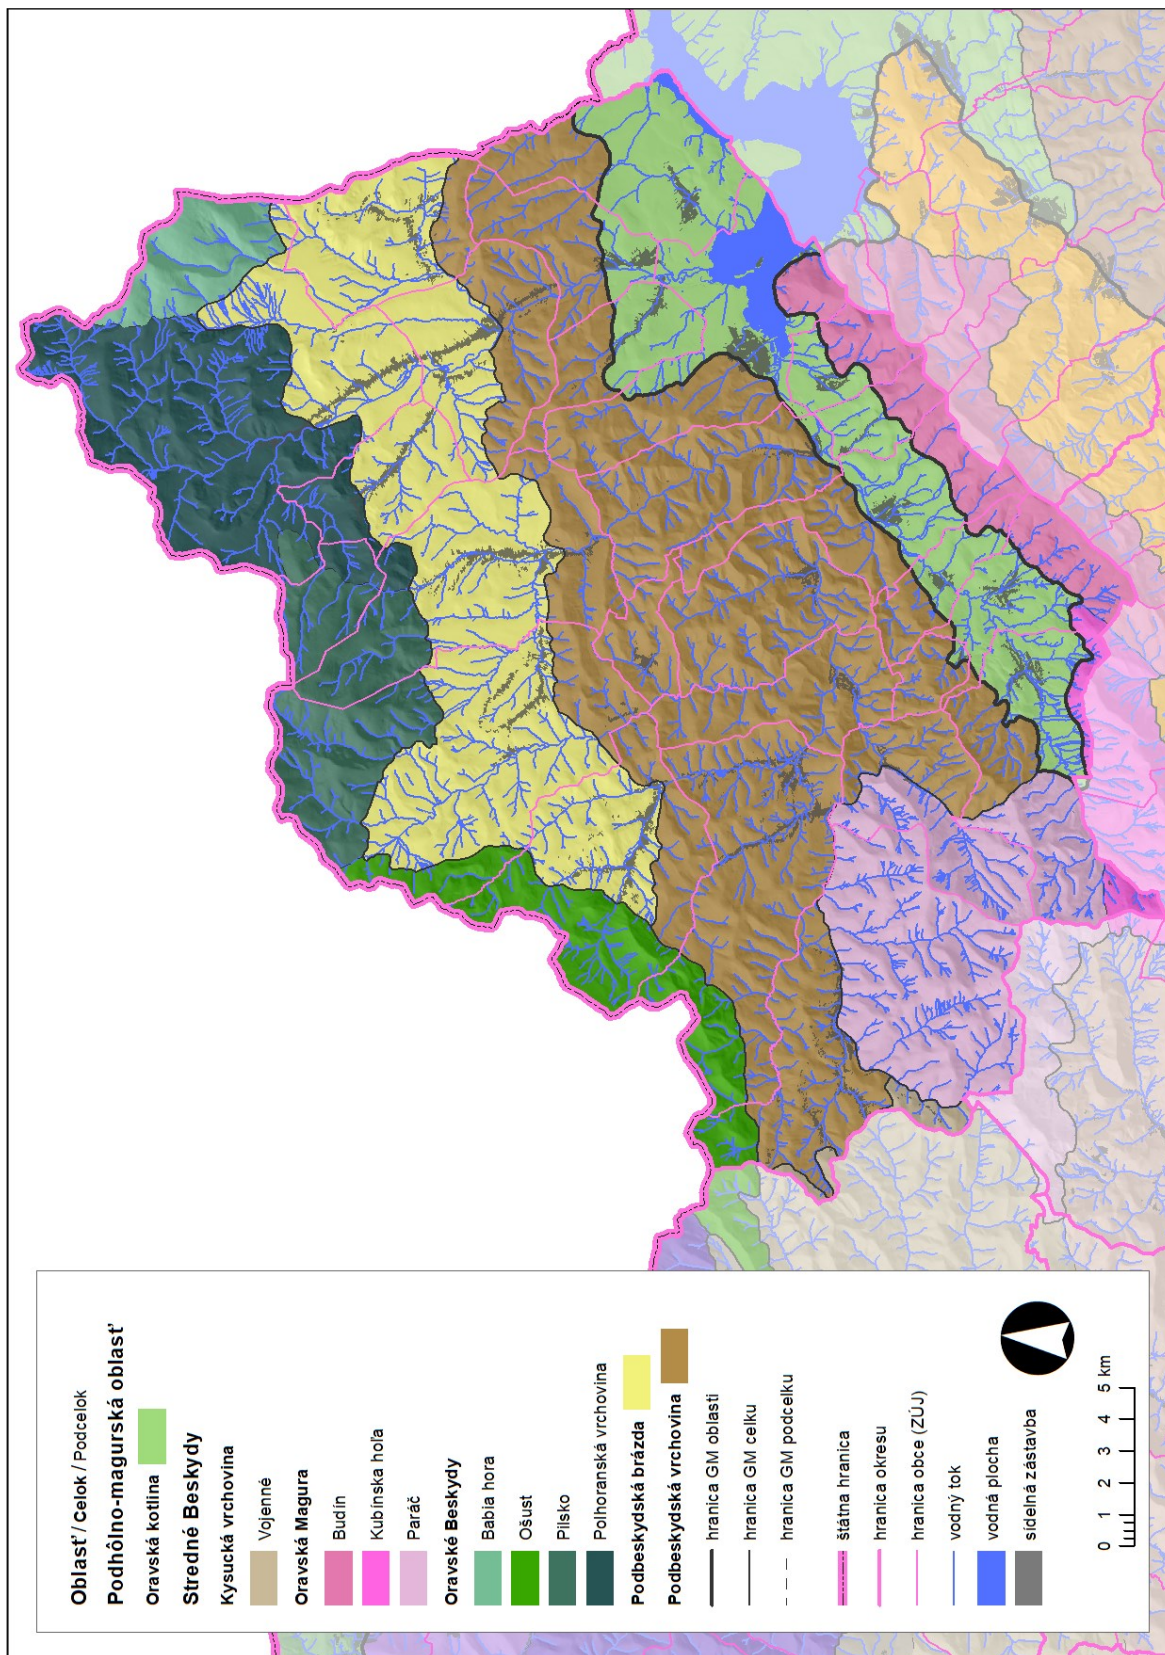 Oblasť / celok / Podcelok
Podhôlno-magurská oblasť
Oravská kotlina
Stredné Beskydy
Kysucká vrchovina
Vojenné
Oravská Magura
Budín
Kubínska hoľa
Paráč
Oravské Beskydy
Babia hora
Ošust
Pilsko
Polhoranská vrchovina
Podbeskydská brázda
Podbeskydská vrchovina
hranica GM oblasti
hranica GM celku
hranica GM podcelku
štátna hranica
hranica okresu
hranica obce (ZÚJ)
vodný tok
vodná plocha
sídelná zástavba
0 1 2 3 4 5 km